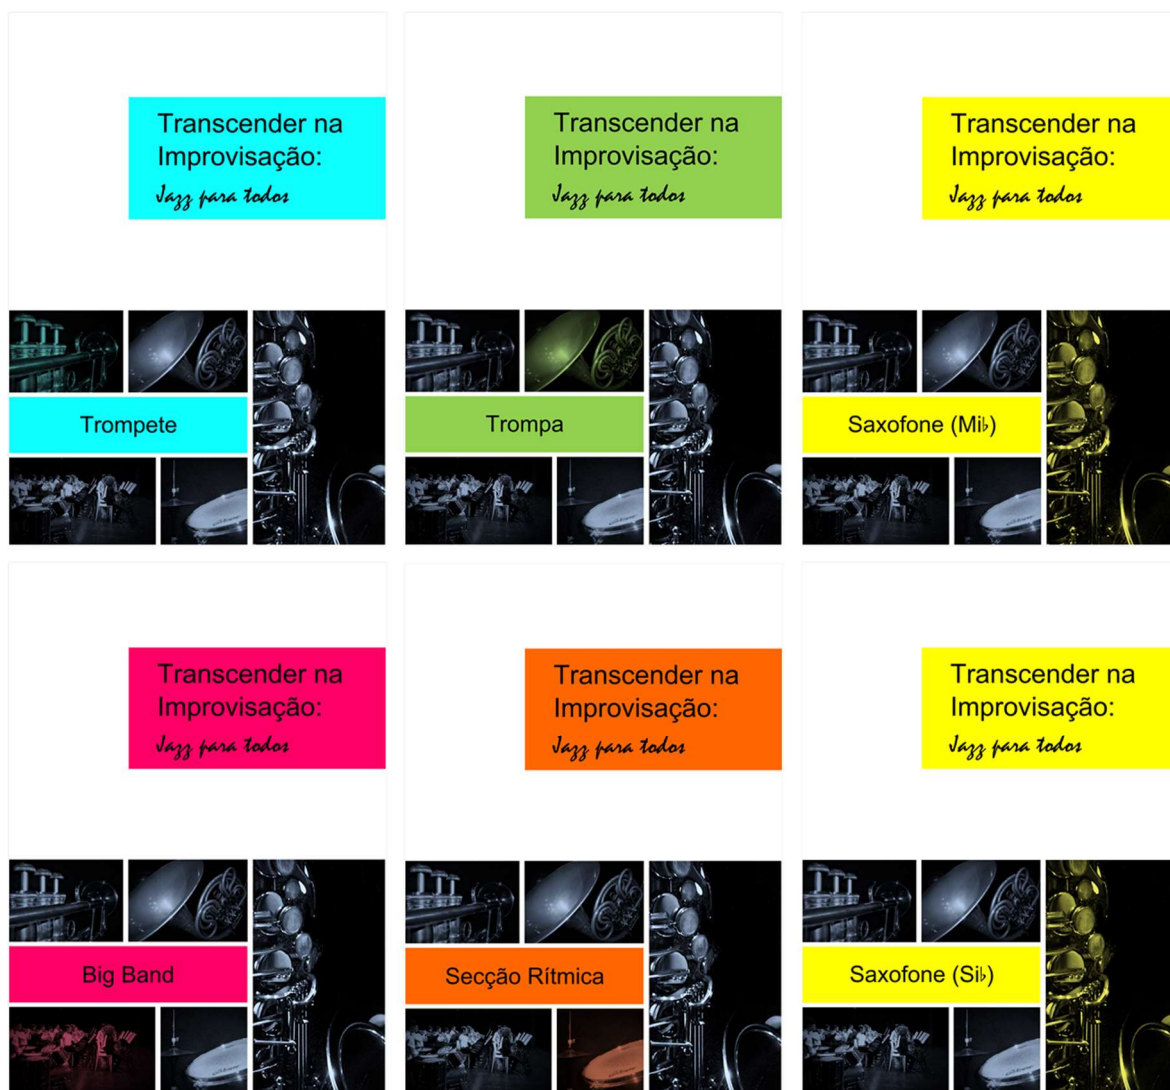 Transcender na
Improvisação:
Jazz para todos
Trompete
Transcender na
Improvisação:
Jazz para todos
Trompa
Transcender na
Improvisação:
Jazz para todos
Saxofone (Mi♭)
Transcender na
Improvisação:
Jazz para todos
Big Band
Transcender na
Improvisação:
Jazz para todos
Secção Rítmica
Transcender na
Improvisação:
Jazz para todos
Saxofone (Si♭)